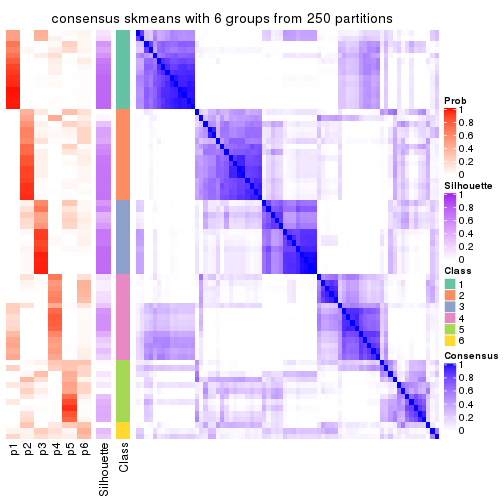 consensus skmeans with 6 groups from 250 partitions
Prob
1
0.8
0.6
0.4
0.2
0
Silhouette
1
0.8
0.6
0.4
0.2
0
Class
1
2
3
4
5
6
Consensus
1
0.8
0.6
0.4
0.2
0
p1
p2
p3
p4
p5
p6
Silhouette
Class